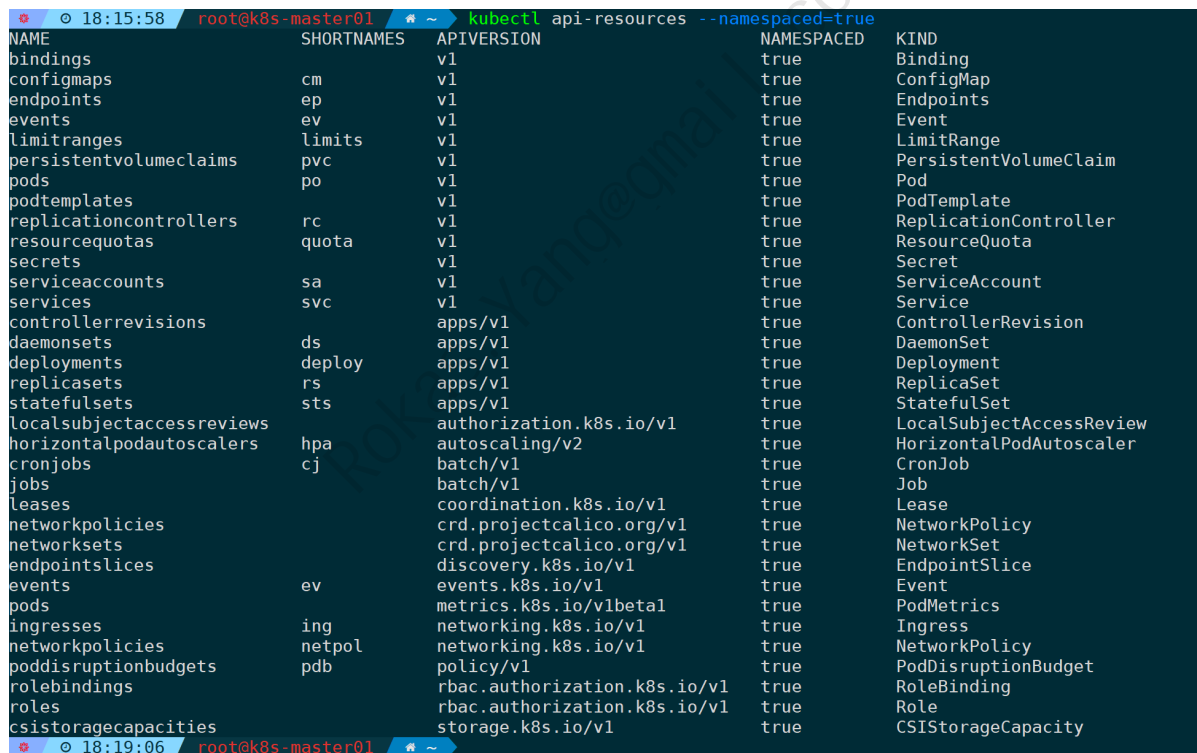 18:15:58 root@k8s-master01 ~ kubectl api-resources --namespaced=true
NAME SHORTNAMES APIVERSION NAMESPACED KIND
bindings v1 true Binding
configmaps cm v1 true ConfigMap
endpoints ep v1 true Endpoints
events ev v1 true Event
limitranges limits v1 true LimitRange
persistentvolumeclaims pvc v1 true PersistentVolumeClaim
pods po v1 true Pod
podtemplates v1 true PodTemplate
replicationcontrollers rc v1 true ReplicationController
resourcequotas quota v1 true ResourceQuota
secrets v1 true Secret
serviceaccounts sa v1 true ServiceAccount
services svc v1 true Service
controllerrevisions apps/v1 true ControllerRevision
daemonsets ds apps/v1 true DaemonSet
deployments deploy apps/v1 true Deployment
replicasets rs apps/v1 true ReplicaSet
statefulsets sts apps/v1 true StatefulSet
localsubjectaccessreviews authorization.k8s.io/v1 true LocalSubjectAccessReview
horizontalpodautoscalers hpa autoscaling/v2 true HorizontalPodAutoscaler
cronjobs cj batch/v1 true CronJob
jobs batch/v1 true Job
leases coordination.k8s.io/v1 true Lease
networkpolicies crd.projectcalico.org/v1 true NetworkPolicy
networksets crd.projectcalico.org/v1 true NetworkSet
endpointslices discovery.k8s.io/v1 true EndpointSlice
events ev events.k8s.io/v1 true Event
pods metrics.k8s.io/v1beta1 true PodMetrics
ingresses ing networking.k8s.io/v1 true Ingress
networkpolicies netpol networking.k8s.io/v1 true NetworkPolicy
poddisruptionbudgets pdb policy/v1 true PodDisruptionBudget
rolebindings rbac.authorization.k8s.io/v1 true RoleBinding
roles rbac.authorization.k8s.io/v1 true Role
csistoragecapacities storage.k8s.io/v1 true CSIStorageCapacity
18:19:06 root@k8s-master01 ~